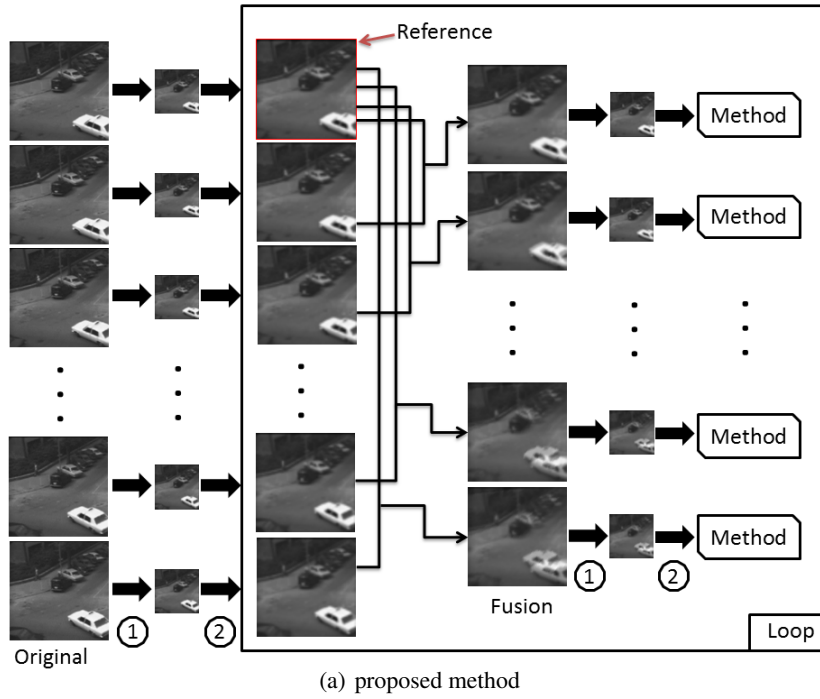 Reference
Method
Method
Method
Method
Fusion
1
2
1
2
Original
Loop
(a) proposed method